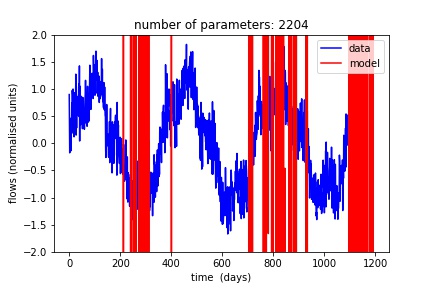 number of parameters: 2204
flows (normalised units)
2.0
1.5
1.0
0.5
0.0
−0.5
−1.0
−1.5
−2.0
data
model
0 200 400 600 800 1000 1200
time (days)